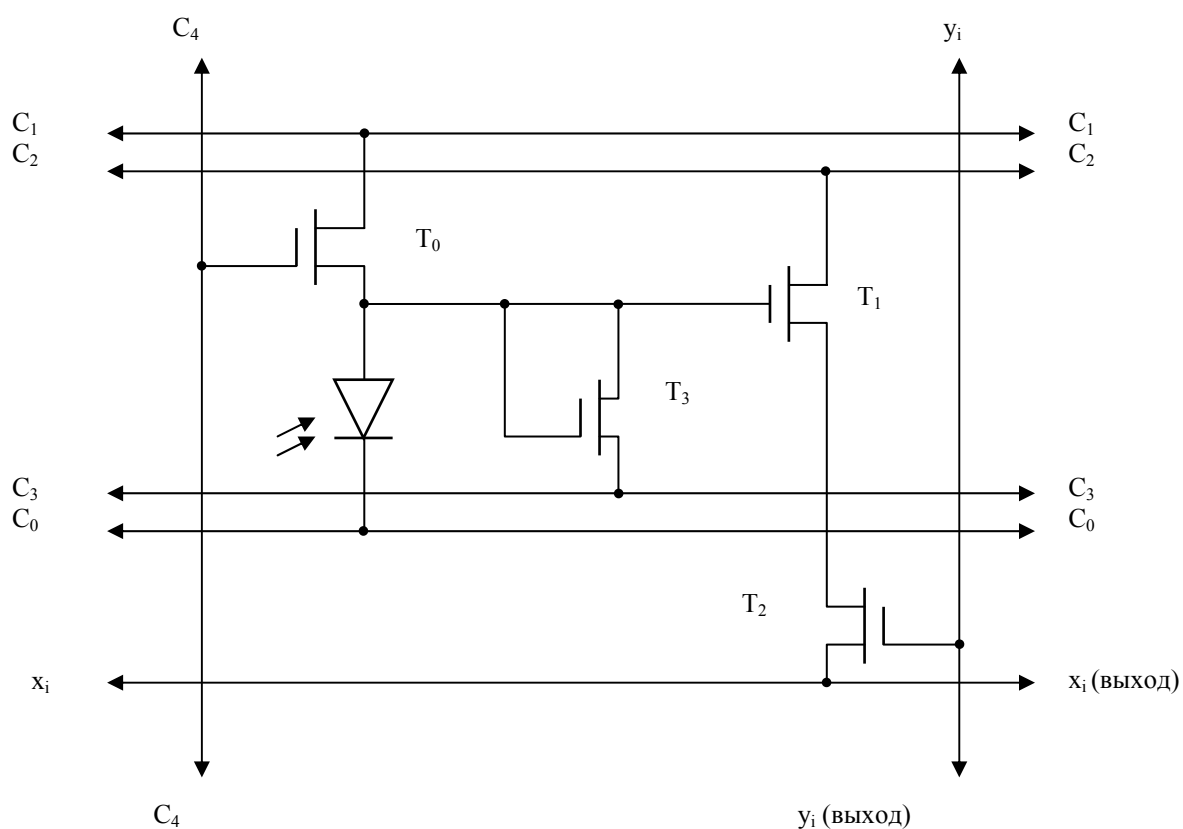 C₄ yᵢ
C₁ C₁
C₂ C₂
T₀
T₁
T₃
C₃ C₃
C₀ C₀
T₂
xᵢ xᵢ (выход)
C₄ yᵢ (выход)